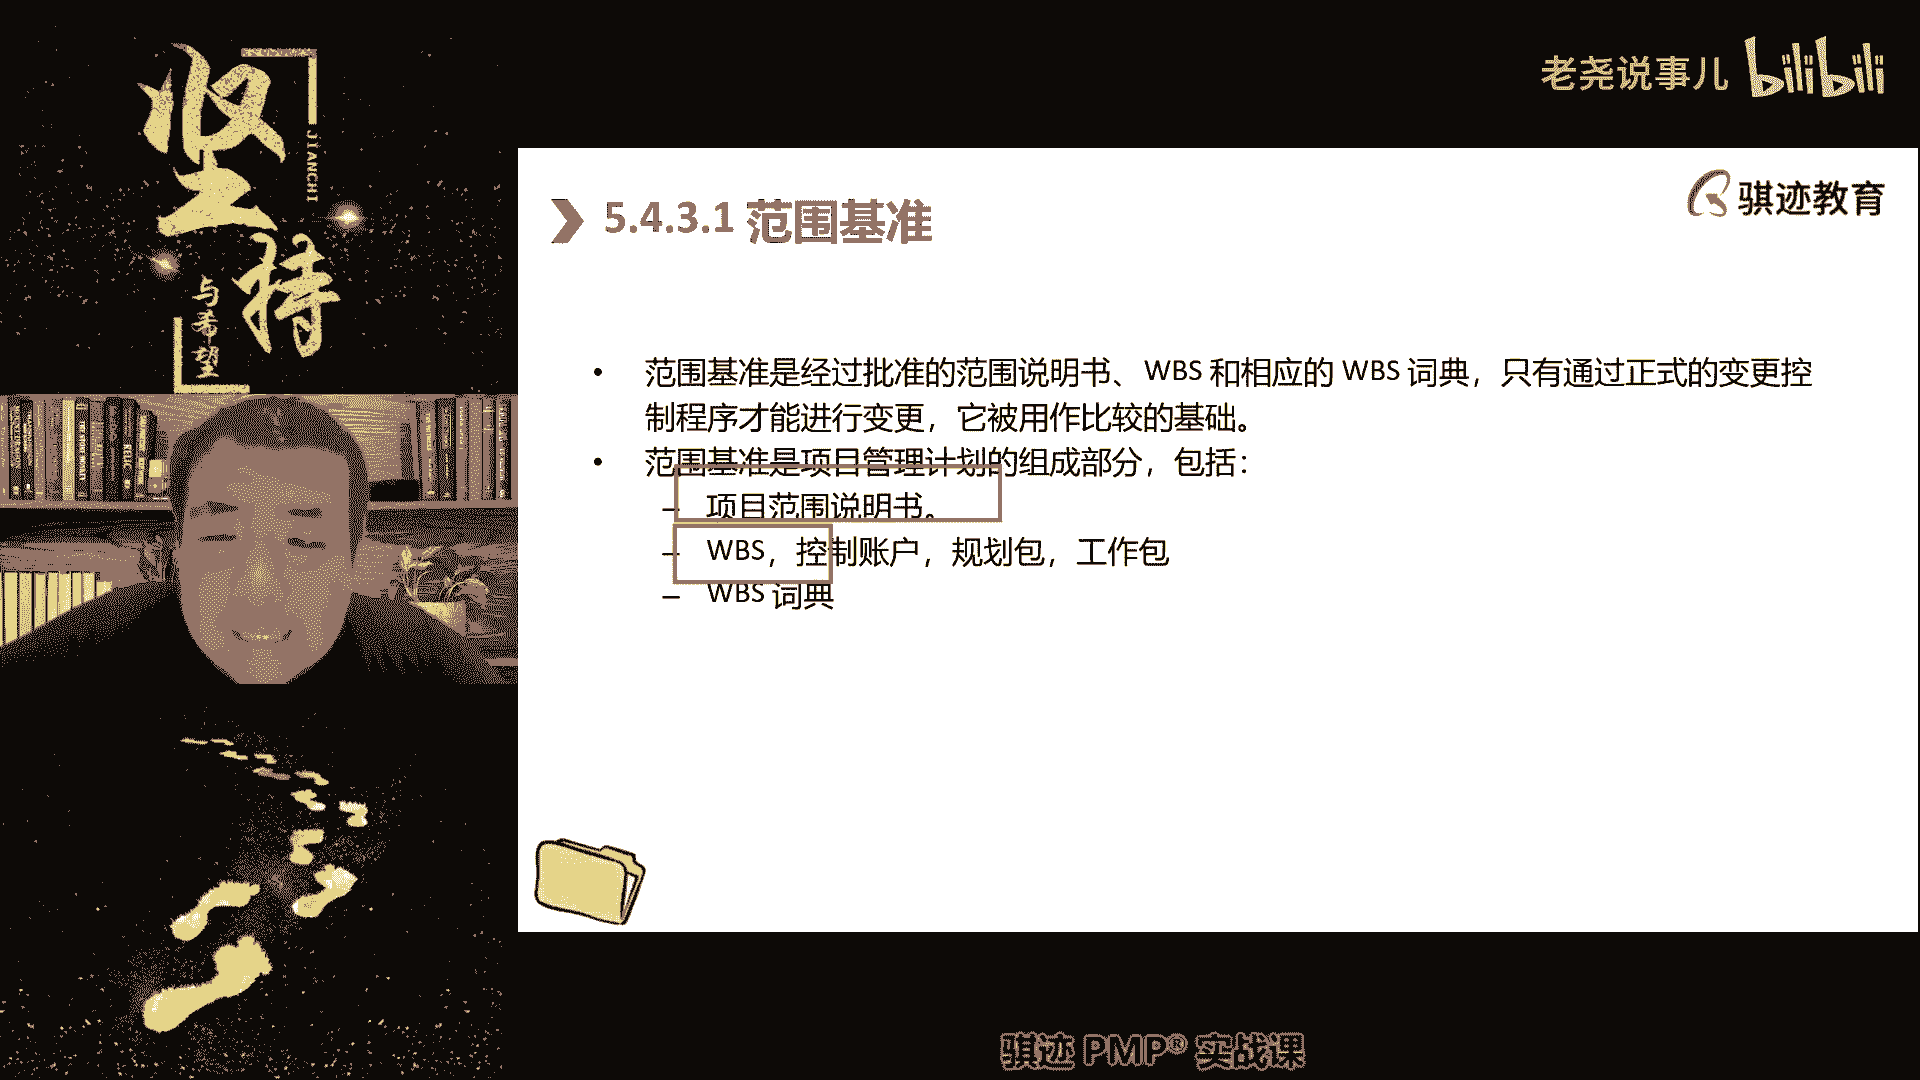 坚持
JIANCHI
与希望
老尧说事儿 bilibili
骐迹教育
5.4.3.1 范围基准
• 范围基准是经过批准的范围说明书、WBS 和相应的 WBS 词典，只有通过正式的变更控
制程序才能进行变更，它被用作比较的基础。
• 范围基准是项目管理计划的组成部分，包括：
– 项目范围说明书。
– WBS，控制账户，规划包，工作包
– WBS 词典
骐迹 PMP® 实战课